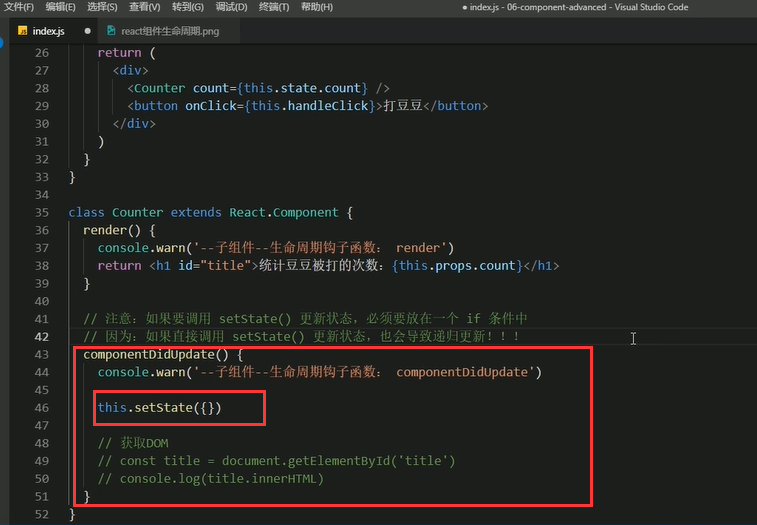 文件(F) 编辑(E) 选择(S) 查看(V) 转到(G) 调试(D) 终端(T) 帮助(H) ● index.js - 06-component-advanced - Visual Studio Code
JS index.js ● react组件生命周期.png
26 return (
27 <div>
28 <Counter count={this.state.count} />
29 <button onClick={this.handleClick}>打豆豆</button>
30 </div>
31 )
32 }
33 }
34
35 class Counter extends React.Component {
36 render() {
37 console.warn('--子组件--生命周期钩子函数: render')
38 return <h1 id="title">统计豆豆被打的次数: {this.props.count}</h1>
39 }
40
41 // 注意: 如果要调用 setState() 更新状态, 必须要放在一个 if 条件中
42 // 因为: 如果直接调用 setState() 更新状态, 也会导致递归更新!!!
43 componentDidUpdate() {
44 console.warn('--子组件--生命周期钩子函数: componentDidUpdate')
45
46 this.setState({})
47
48 // 获取DOM
49 // const title = document.getElementById('title')
50 // console.log(title.innerHTML)
51 }
52 }